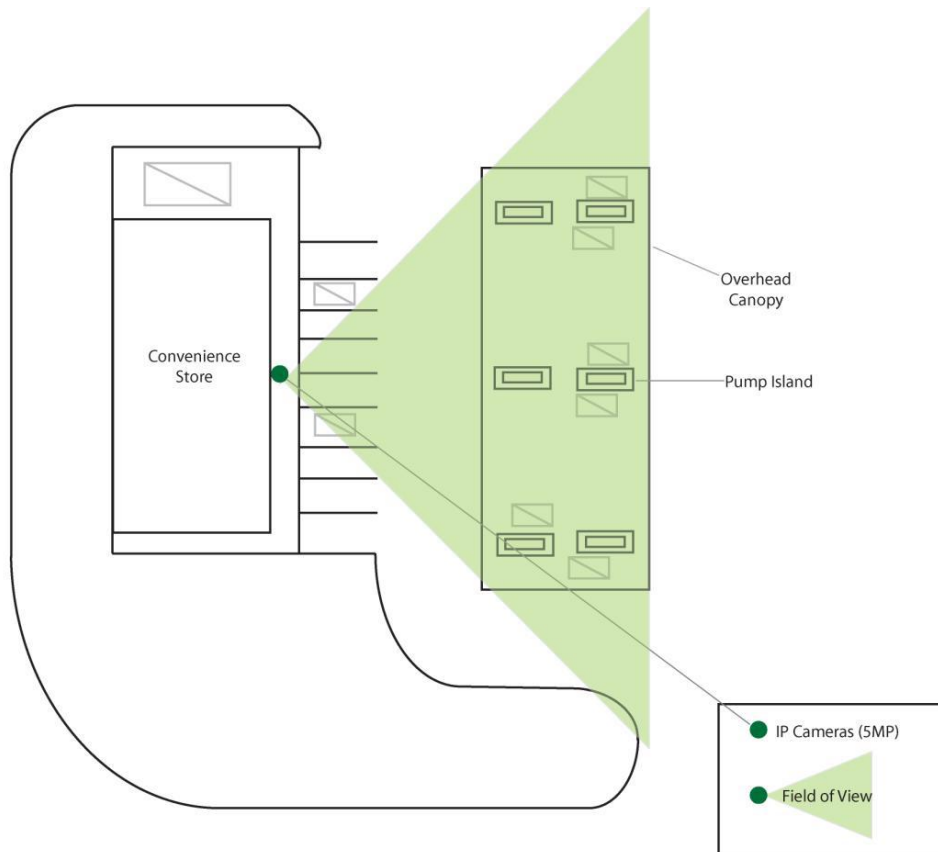 Overhead
Canopy
Convenience
Store
Pump Island
IP Cameras (5MP)
Field of View